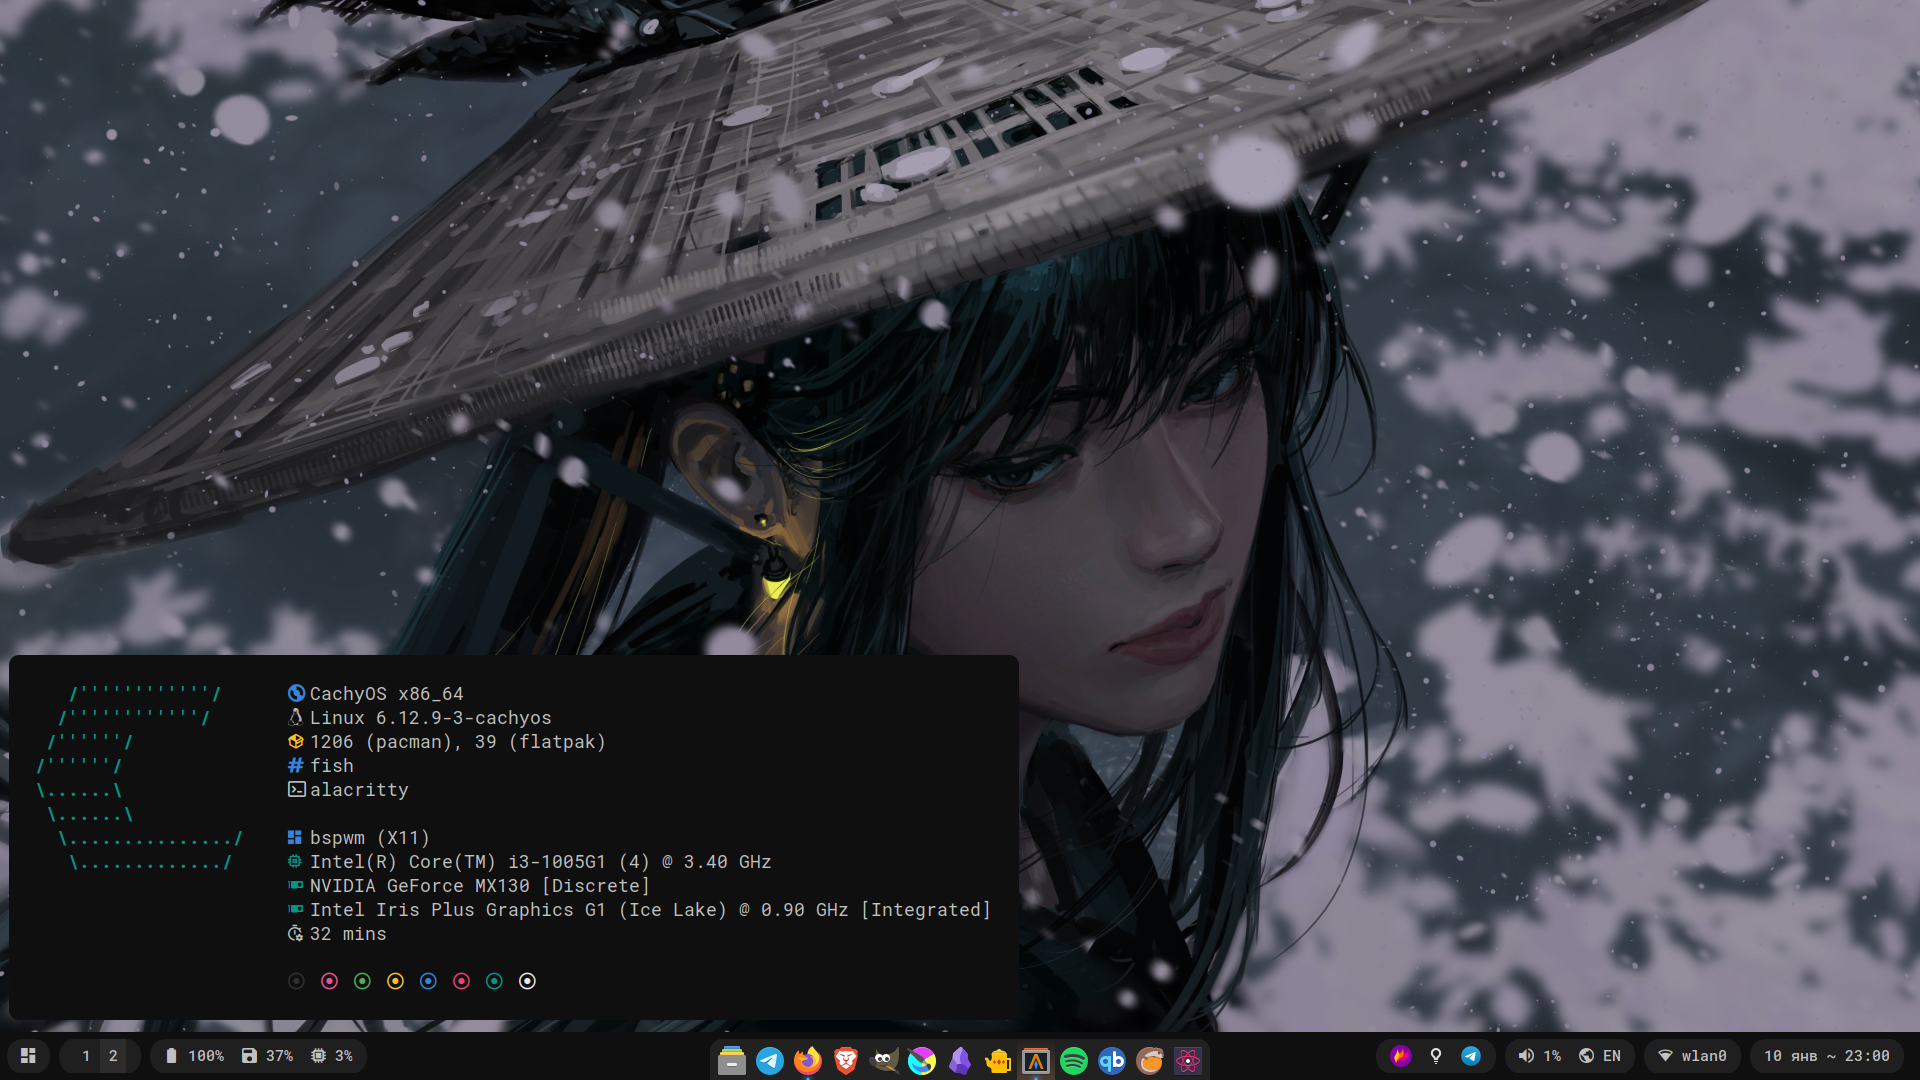 /''''''''''''/
/''''''''''''/
/''''''/
/''''''/
\......\
\......\
\.............../
\............./
CachyOS x86_64
Linux 6.12.9-3-cachyos
1206 (pacman), 39 (flatpak)
# fish
alacritty
bspwm (X11)
Intel(R) Core(TM) i3-1005G1 (4) @ 3.40 GHz
NVIDIA GeForce MX130 [Discrete]
Intel Iris Plus Graphics G1 (Ice Lake) @ 0.90 GHz [Integrated]
32 mins
1 2 100% 37% 3% qb 1% EN wlan0 10 янв ~ 23:00